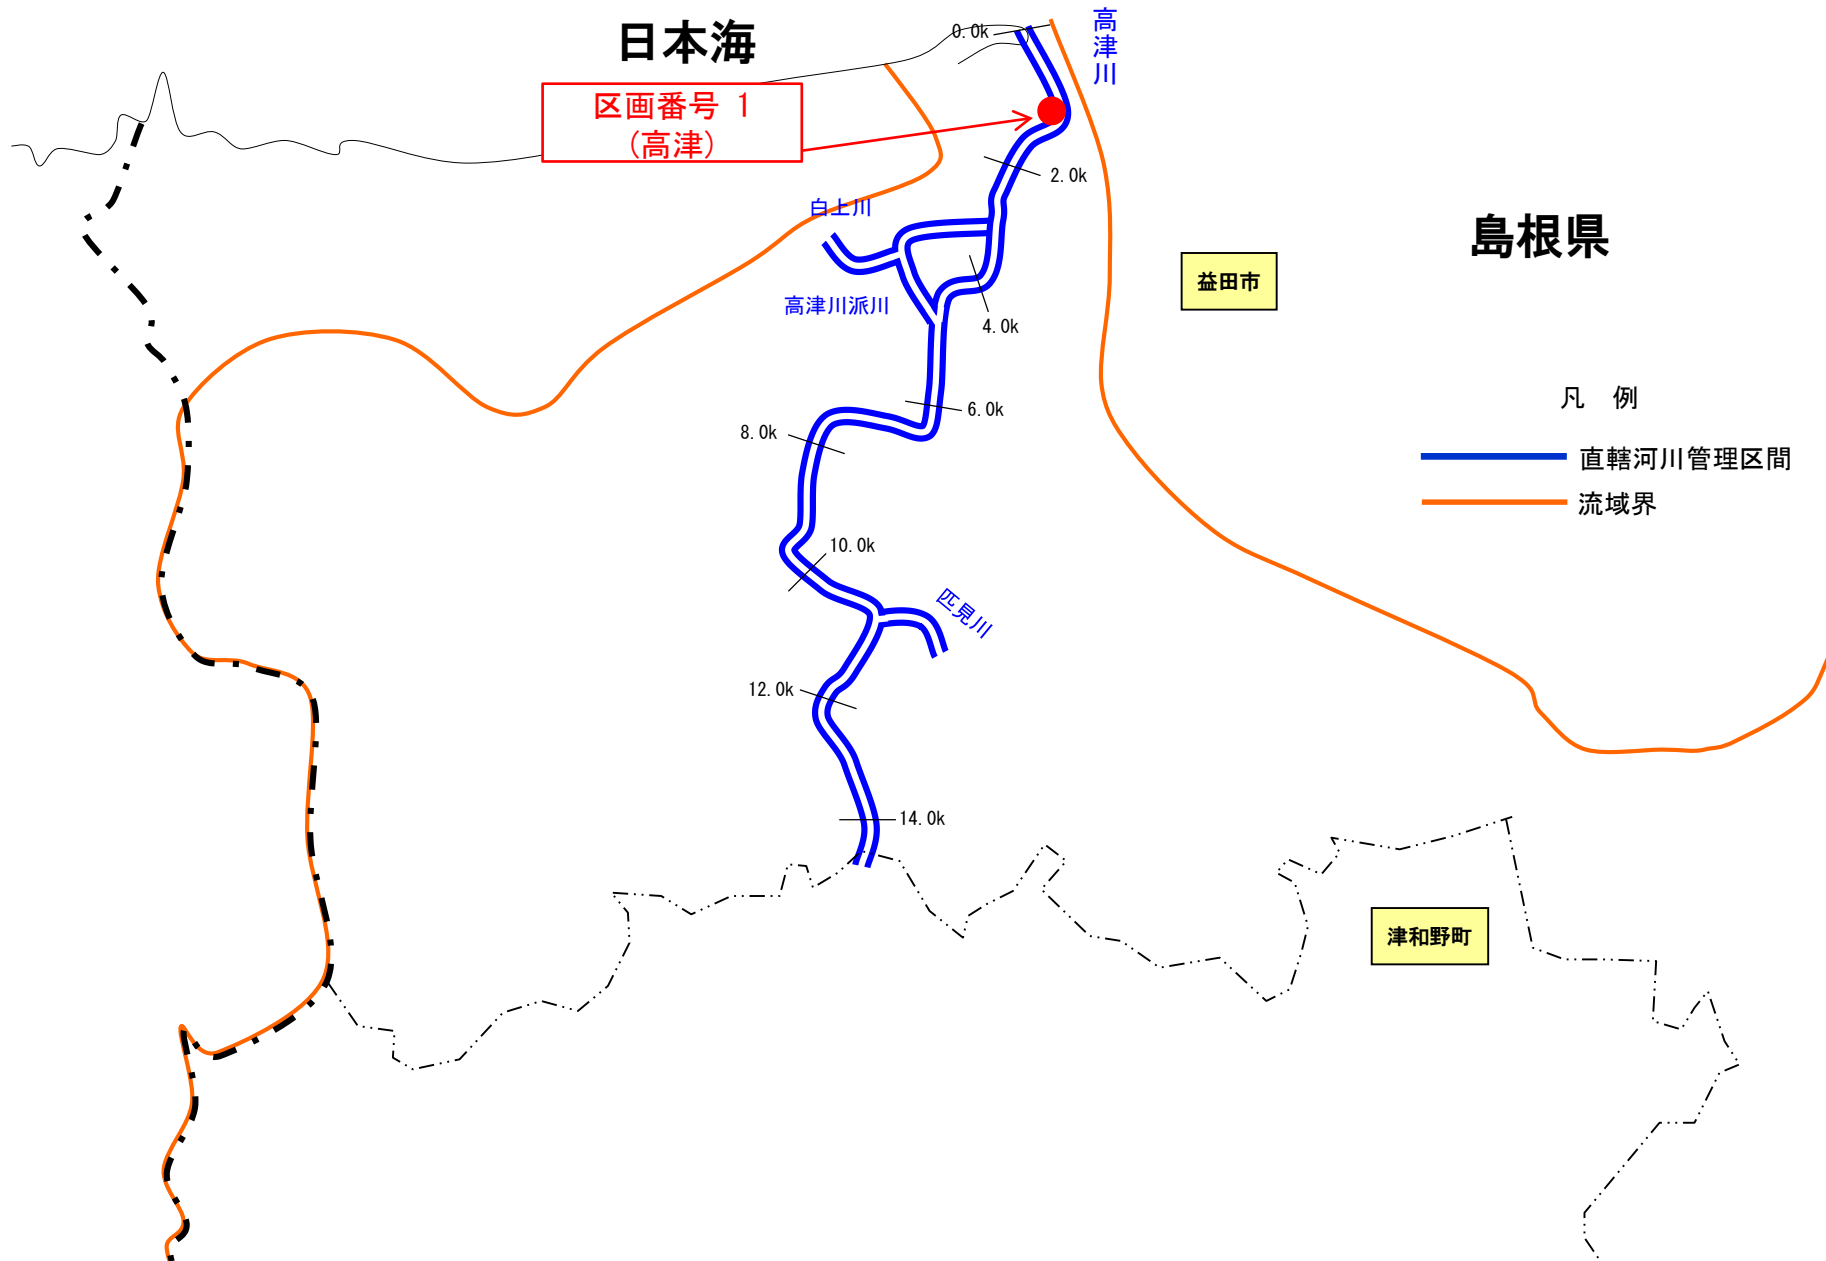 日本海
0.0k
高津川
区画番号 1
(高津)
2.0k
白上川
島根県
益田市
高津川派川
4.0k
凡 例
6.0k
8.0k
直轄河川管理区間
流域界
10.0k
匹見川
12.0k
14.0k
津和野町